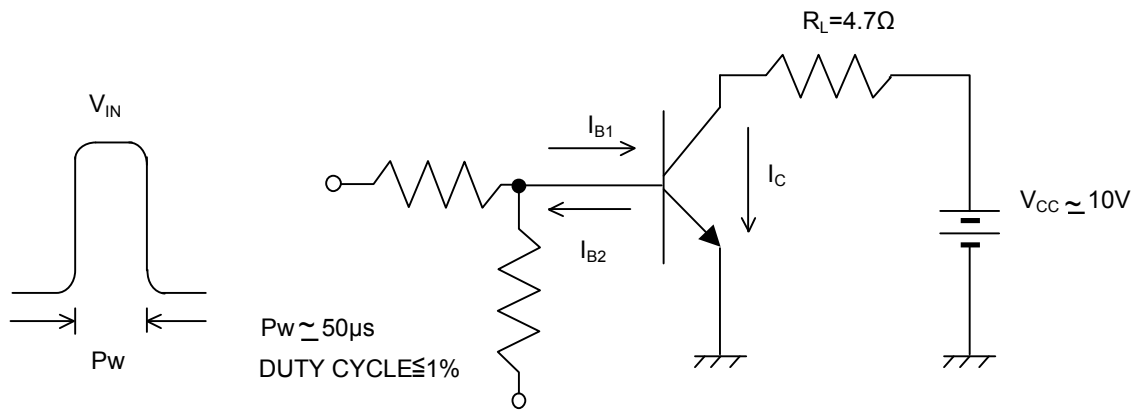 R_L=4.7Ω
V_IN
I_B1
I_C
V_CC ≃ 10V
I_B2
Pw ≃ 50µs
DUTY CYCLE≦1%
Pw